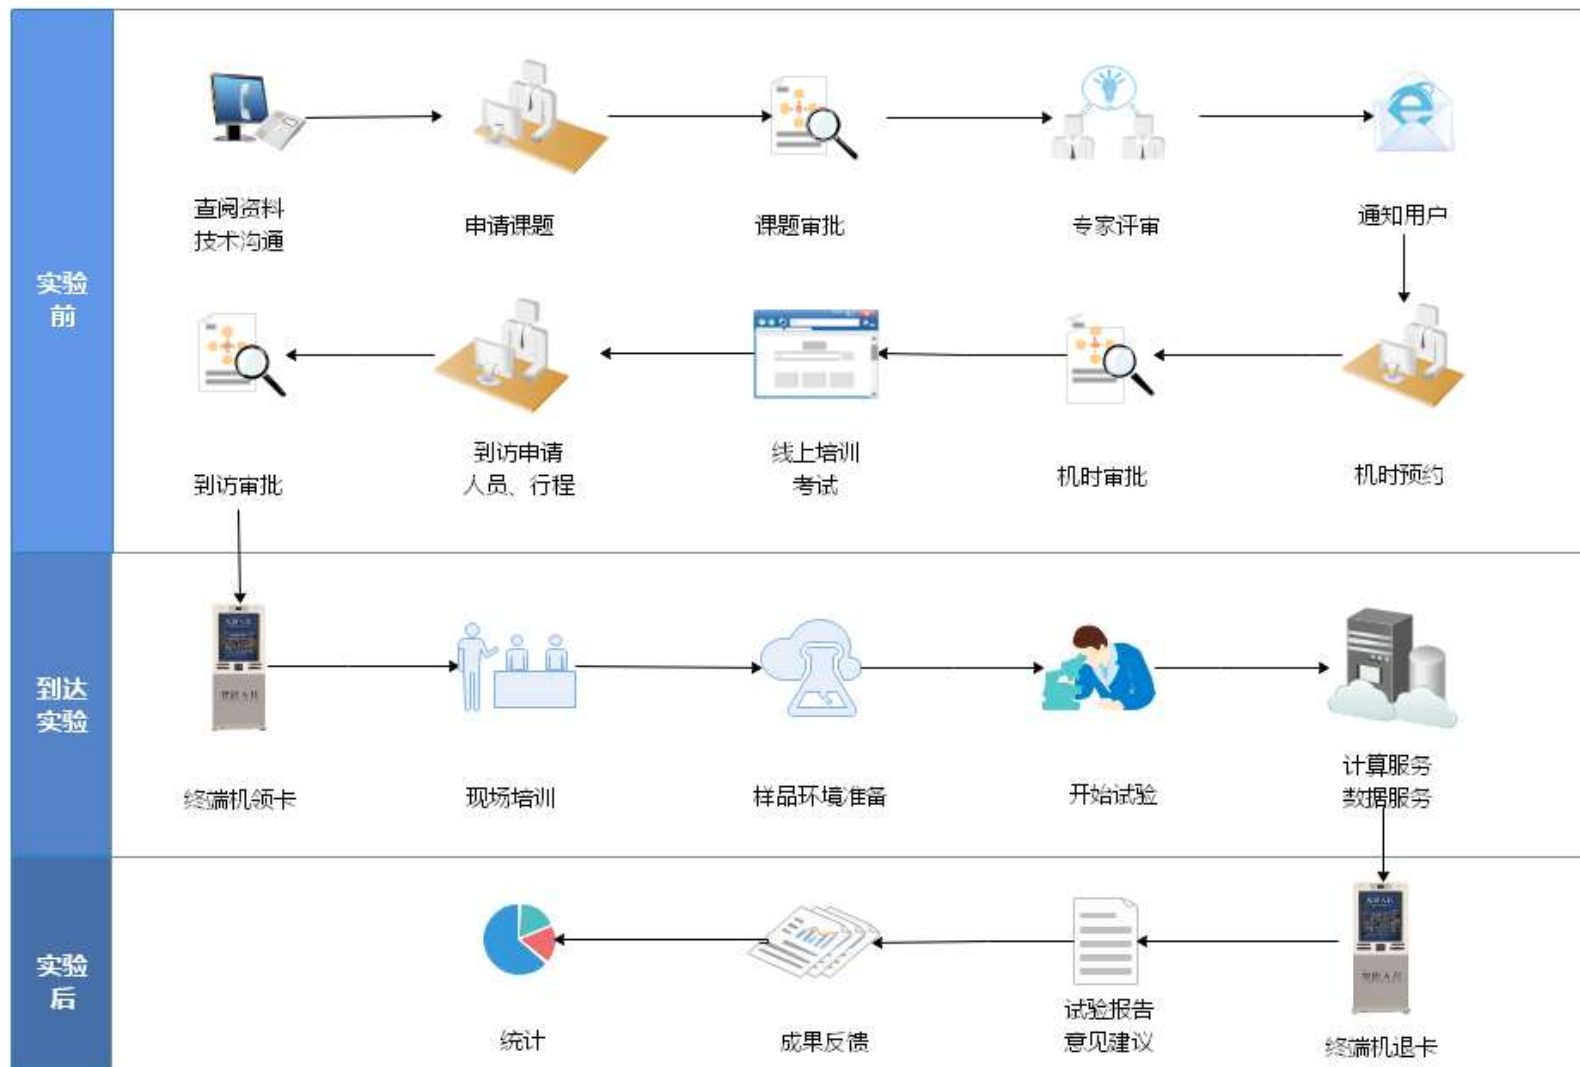 实验
前
查阅资料
技术沟通
申请课题
课题审批
专家评审
通知用户
到访审批
到访申请
人员、行程
线上培训
考试
机时审批
机时预约
到达
实验
终端机领卡
现场培训
样品环境准备
开始试验
计算服务
数据服务
实验
后
统计
成果反馈
试验报告
意见建议
终端机退卡